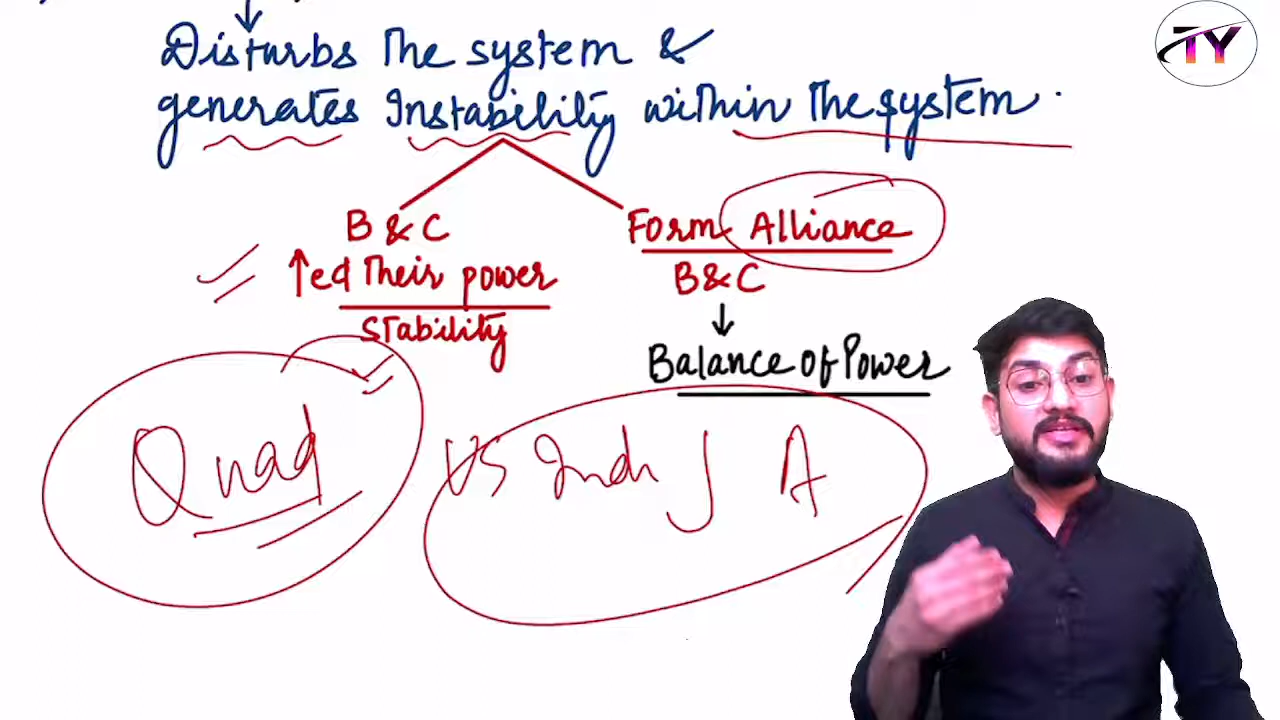 TY
Disturbs The system &
generates Instability within The system.
B & C
↑ed Their power
Stability
Form Alliance
B & C
↓
Balance of Power
Quad
US Indi J A